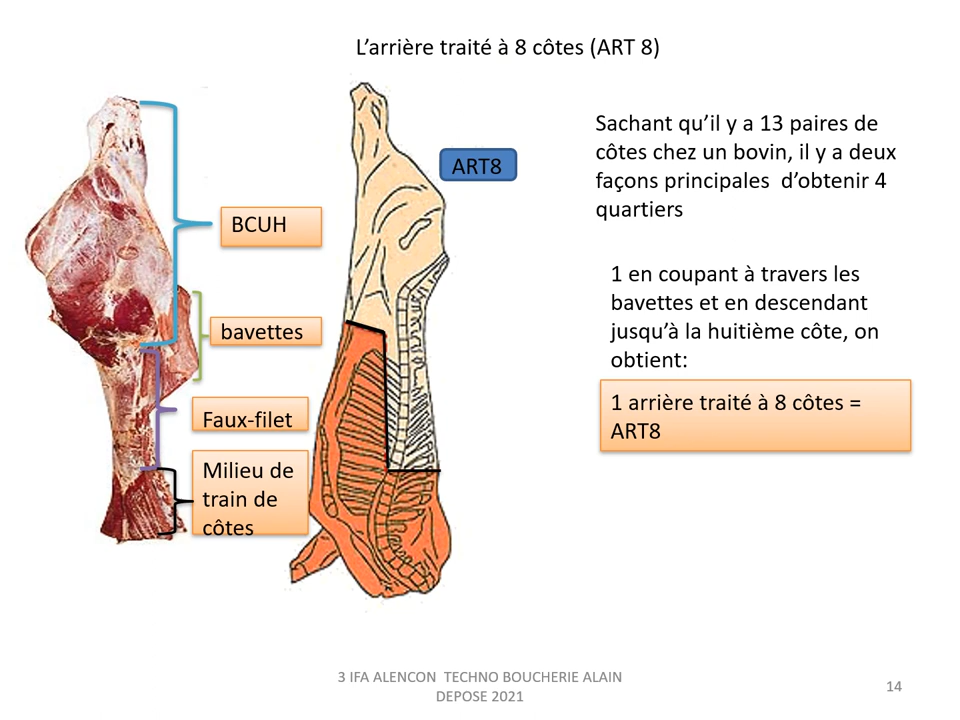 L’arrière traité à 8 côtes (ART 8)
ART8
BCUH
bavettes
Faux-filet
Milieu de
train de
côtes
Sachant qu’il y a 13 paires de
côtes chez un bovin, il y a deux
façons principales d’obtenir 4
quartiers
1 en coupant à travers les
bavettes et en descendant
jusqu’à la huitième côte, on
obtient:
1 arrière traité à 8 côtes =
ART8
3 IFA ALENCON TECHNO BOUCHERIE ALAIN
DEPOSE 2021
14